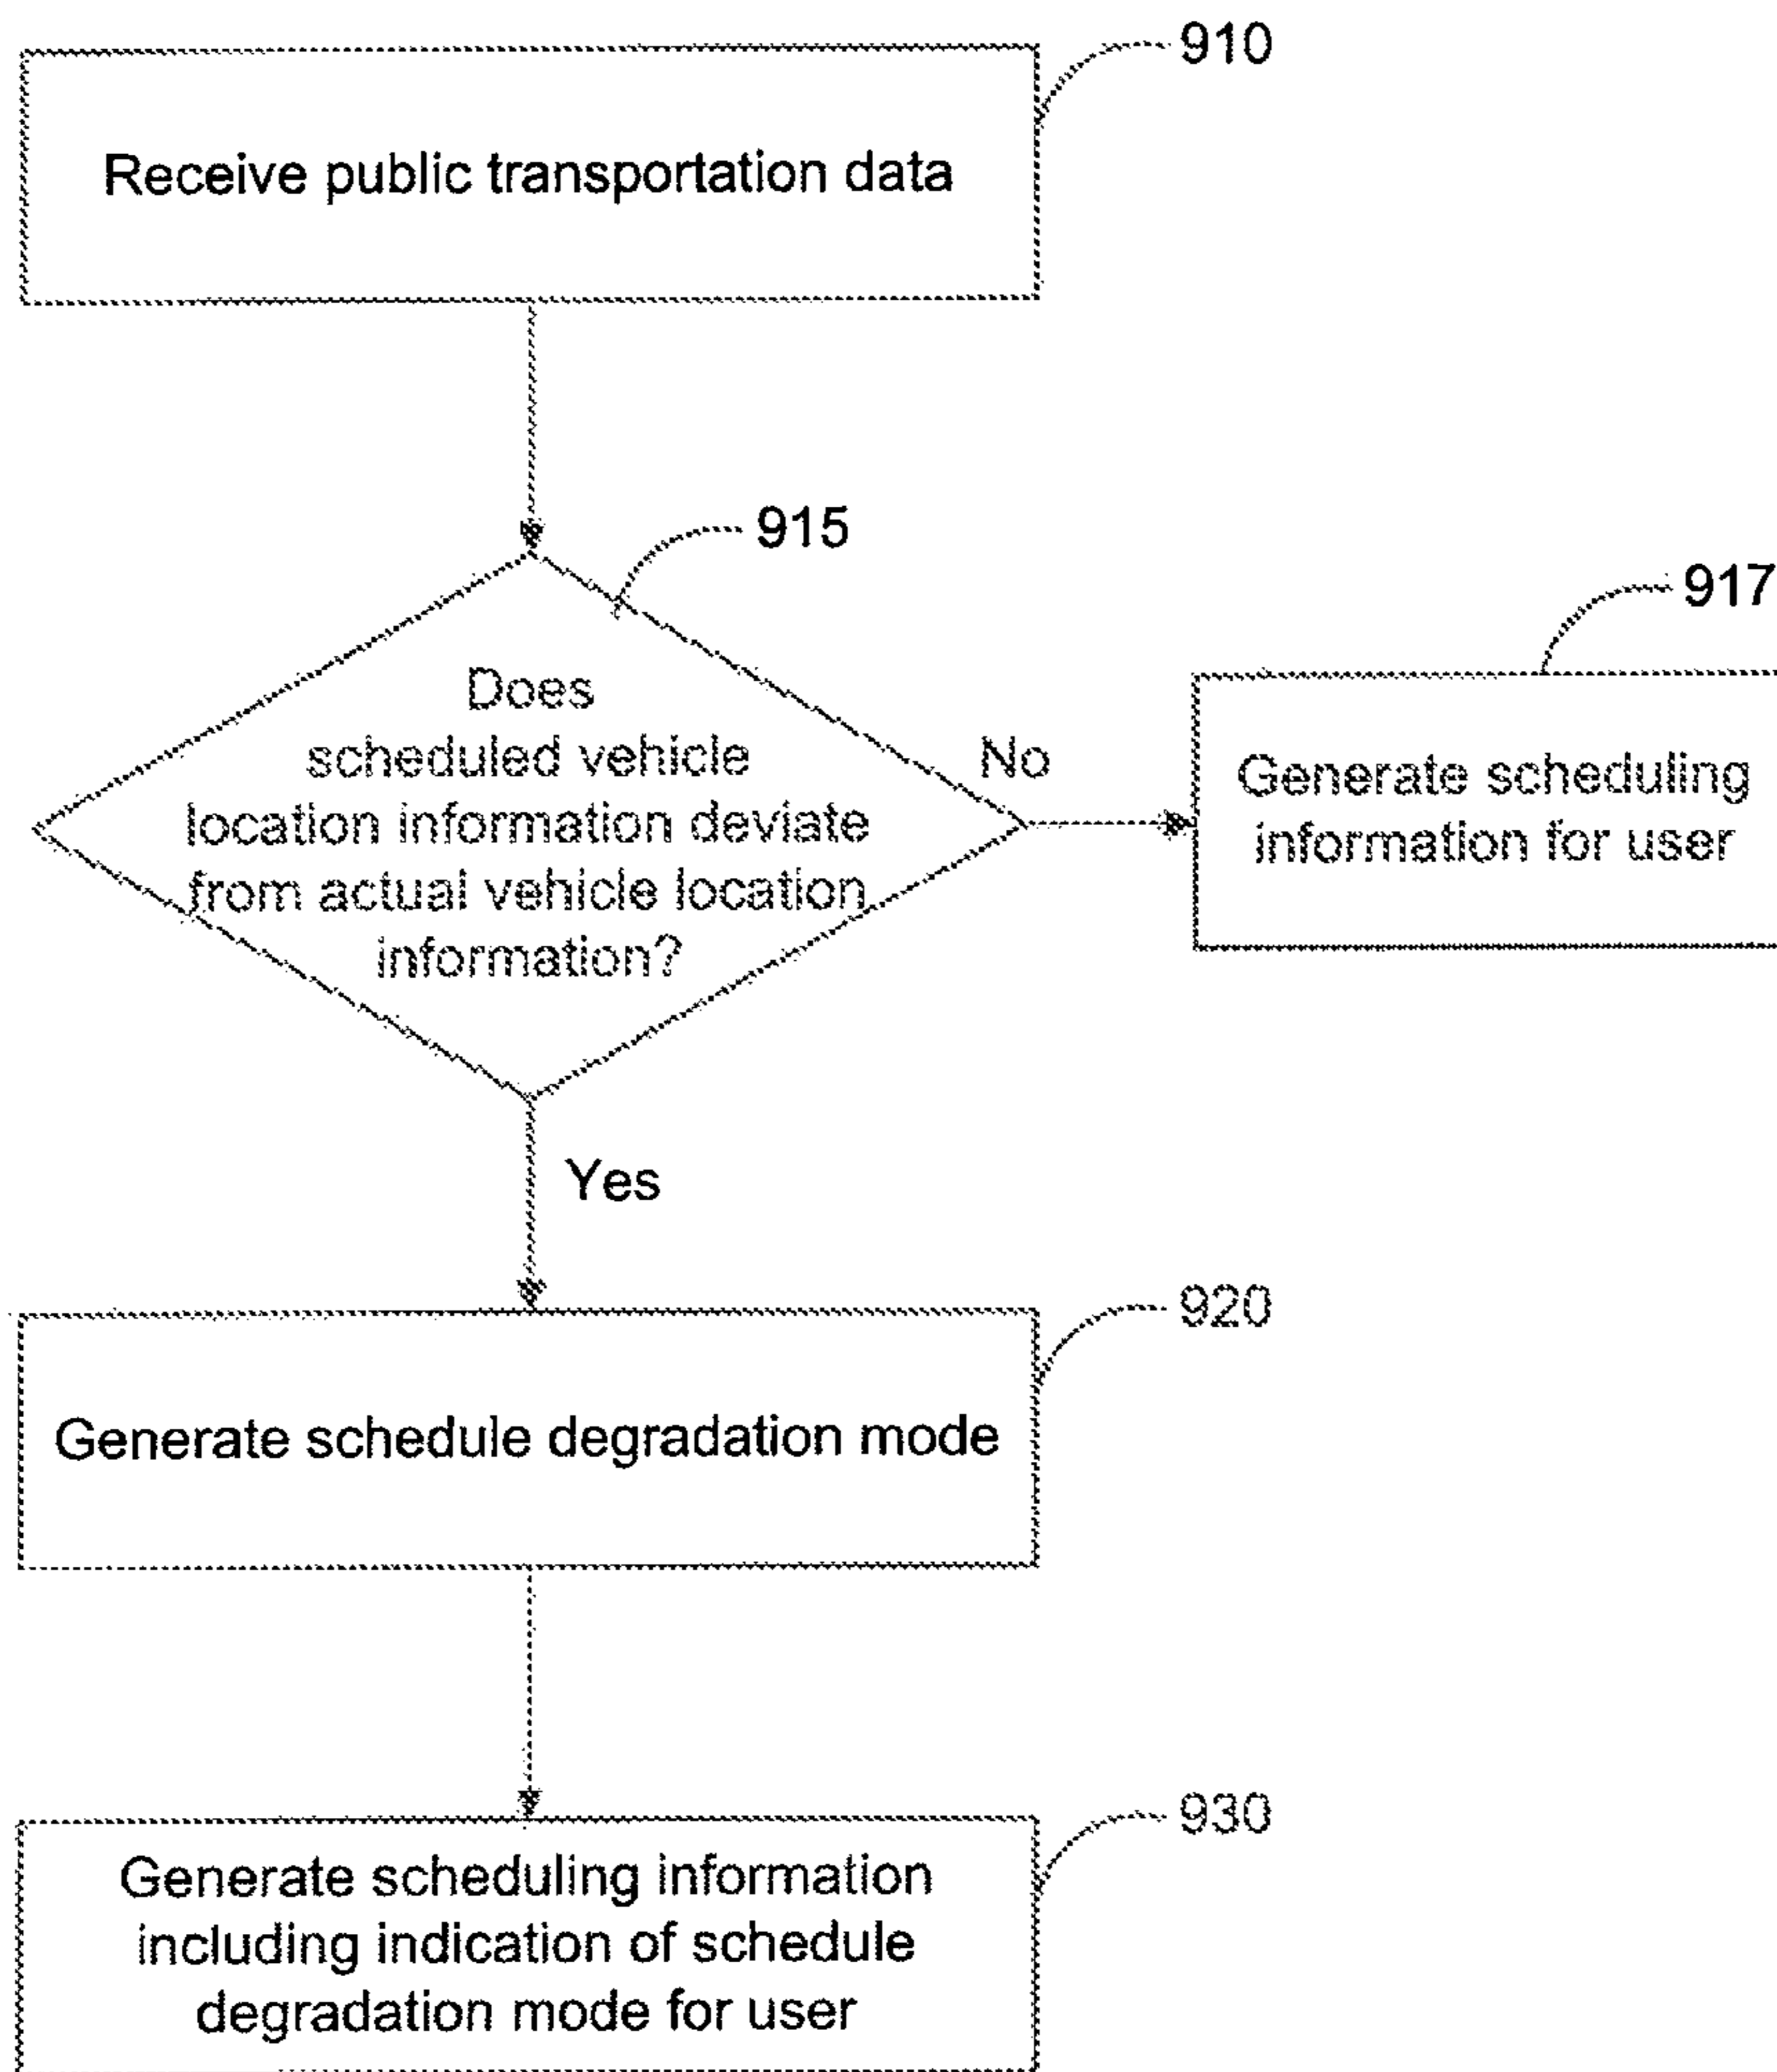 910
Receive public transportation data
915
Does
scheduled vehicle
location information deviate
from actual vehicle location
information?
No
917
Generate scheduling
information for user
Yes
920
Generate schedule degradation mode
930
Generate scheduling information
including indication of schedule
degradation mode for user